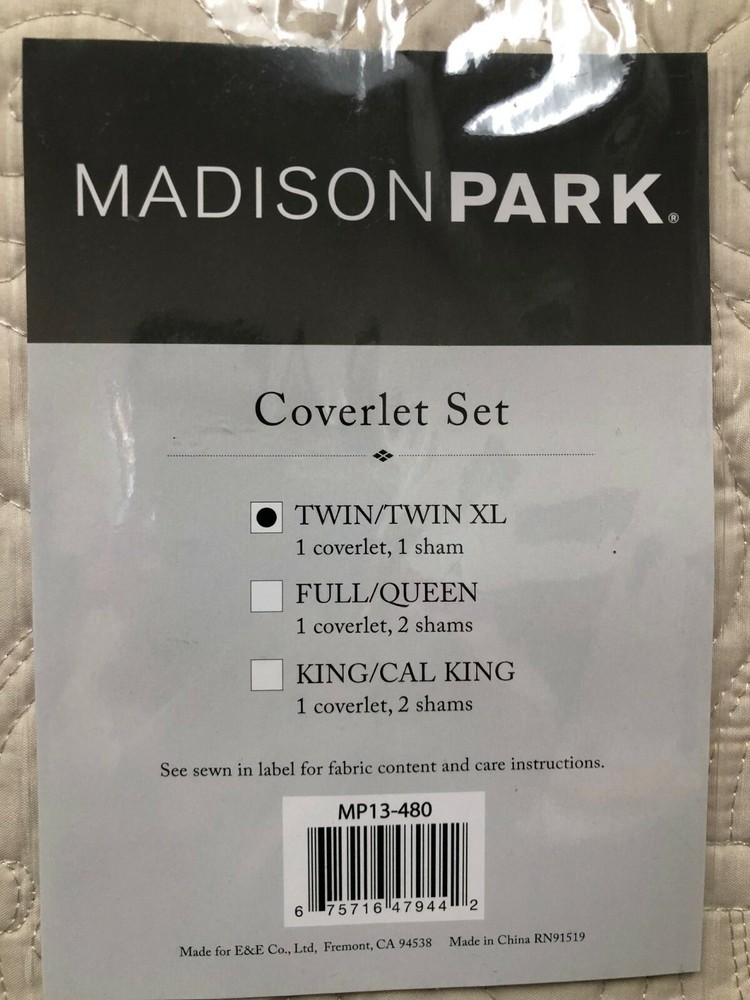 MADISONPARK®
Coverlet Set
TWIN/TWIN XL
1 coverlet, 1 sham
FULL/QUEEN
1 coverlet, 2 shams
KING/CAL KING
1 coverlet, 2 shams
See sewn in label for fabric content and care instructions.
MP13-480
6 75716 47944 2
Made for E&E Co., Ltd, Fremont, CA 94538 Made in China RN91519